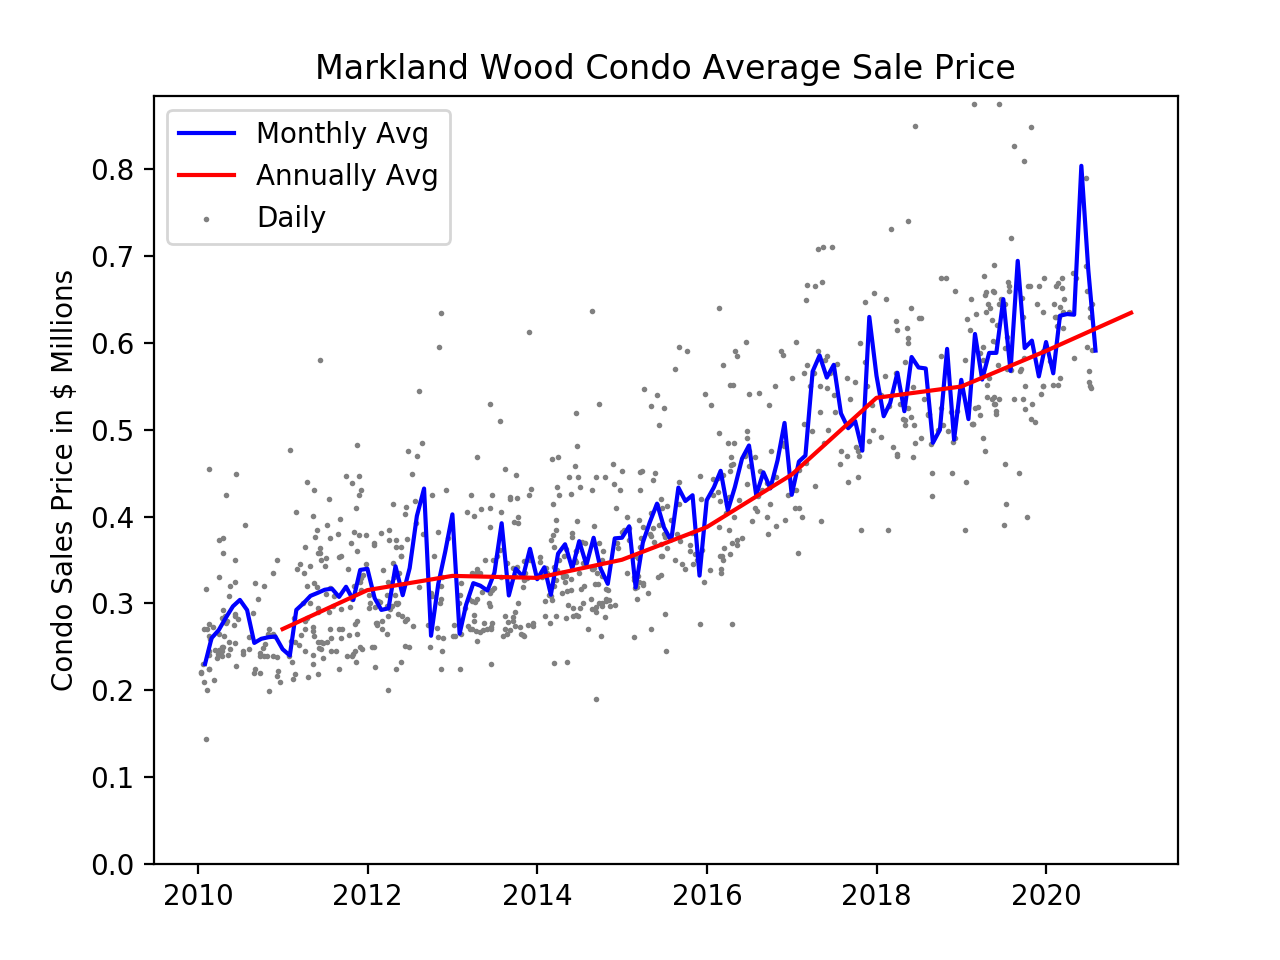 Markland Wood Condo Average Sale Price
Monthly Avg
Annually Avg
Daily
Condo Sales Price in $ Millions
0.8
0.7
0.6
0.5
0.4
0.3
0.2
0.1
0.0
2010 2012 2014 2016 2018 2020